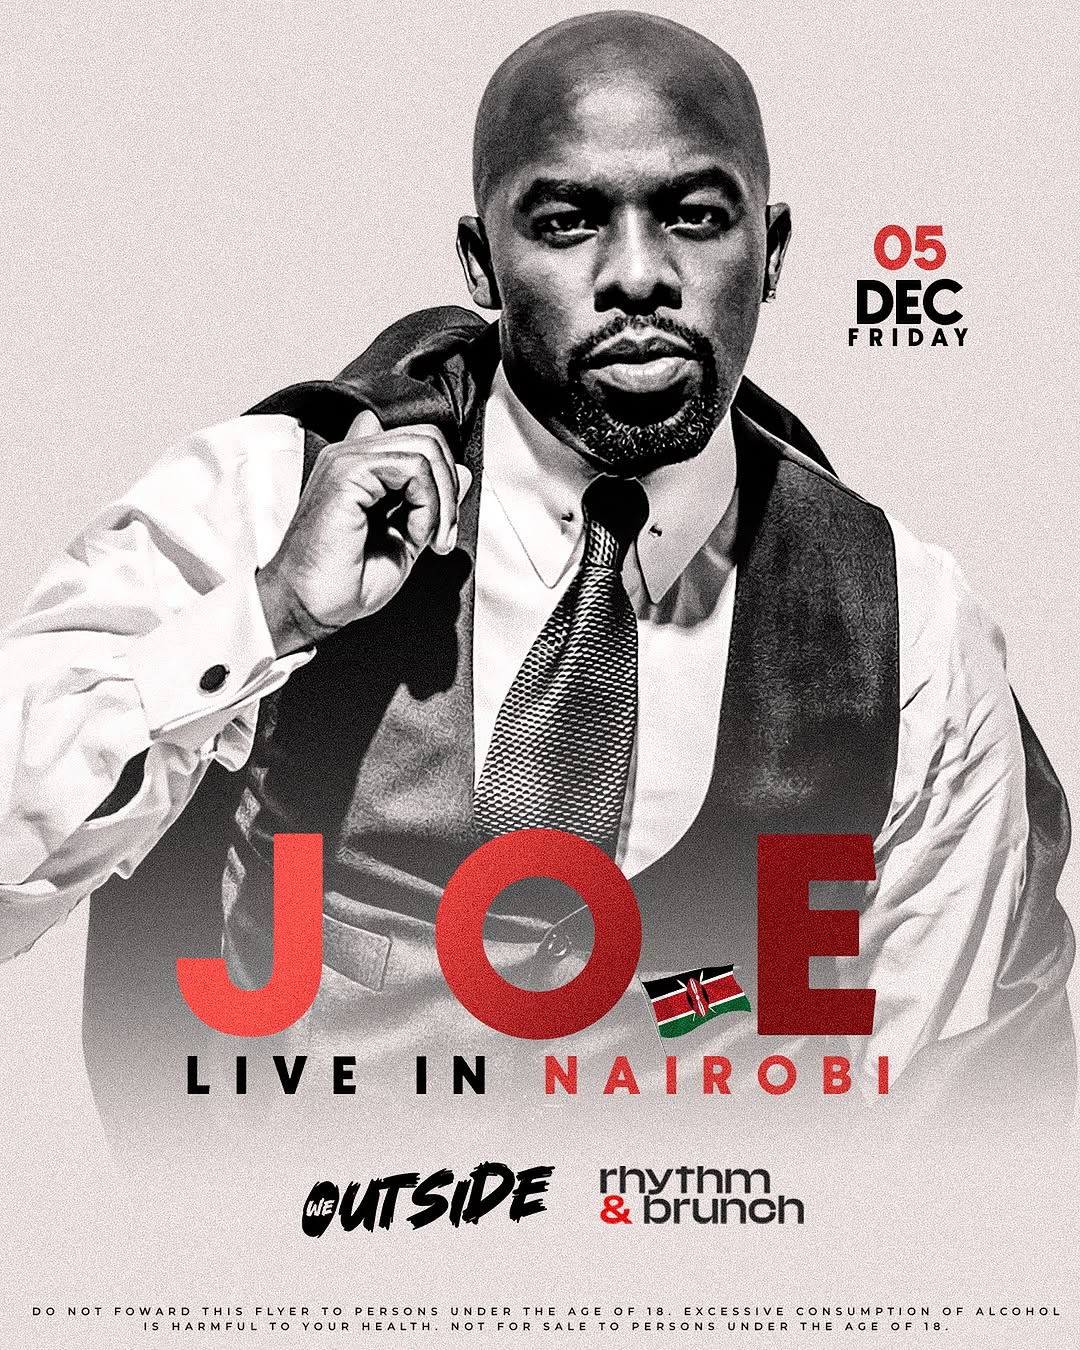 05
DEC
FRIDAY
JOE
LIVE IN NAIROBI
WE OUTSIDE
rhythm
& brunch
DO NOT FOWARD THIS FLYER TO PERSONS UNDER THE AGE OF 18. EXCESSIVE CONSUMPTION OF ALCOHOL
IS HARMFUL TO YOUR HEALTH. NOT FOR SALE TO PERSONS UNDER THE AGE OF 18.